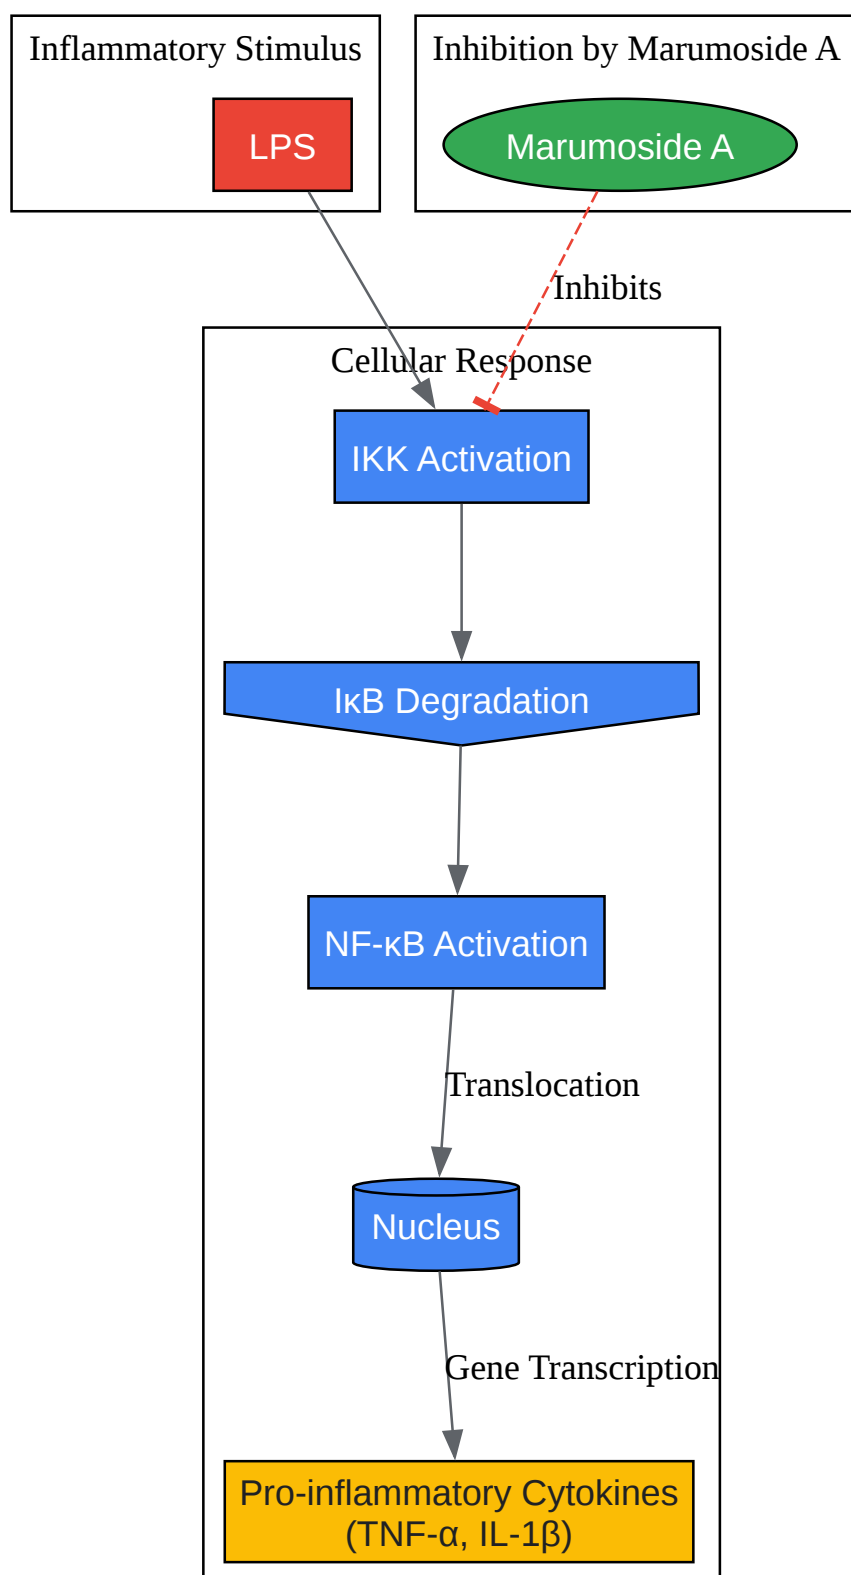 Inflammatory Stimulus
Inhibition by Marumoside A
LPS
Marumoside A
Inhibits
Cellular Response
IKK Activation
IκB Degradation
NF-κB Activation
Translocation
Nucleus
Gene Transcription
Pro-inflammatory Cytokines
(TNF-α, IL-1β)